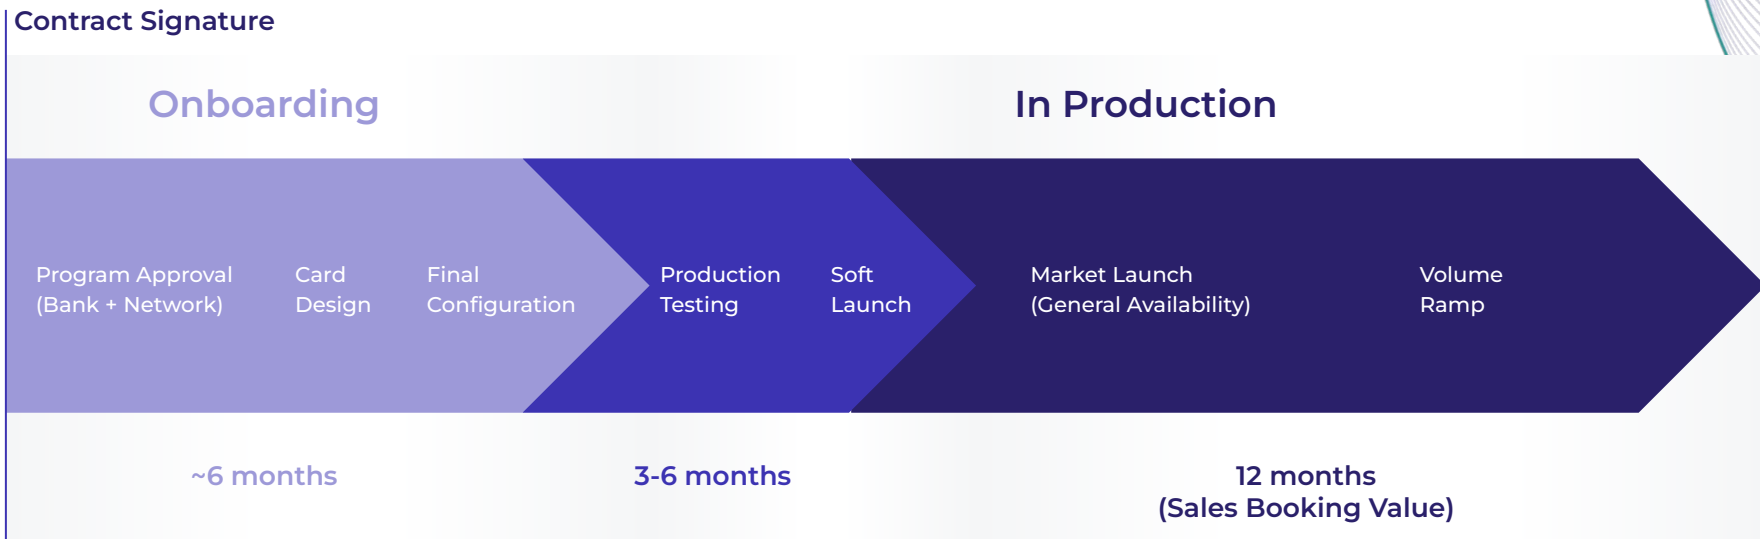 Contract Signature
Onboarding
In Production
Program Approval
(Bank + Network)
Card
Design
Final
Configuration
Production
Testing
Soft
Launch
Market Launch
(General Availability)
Volume
Ramp
~6 months
3-6 months
12 months
(Sales Booking Value)